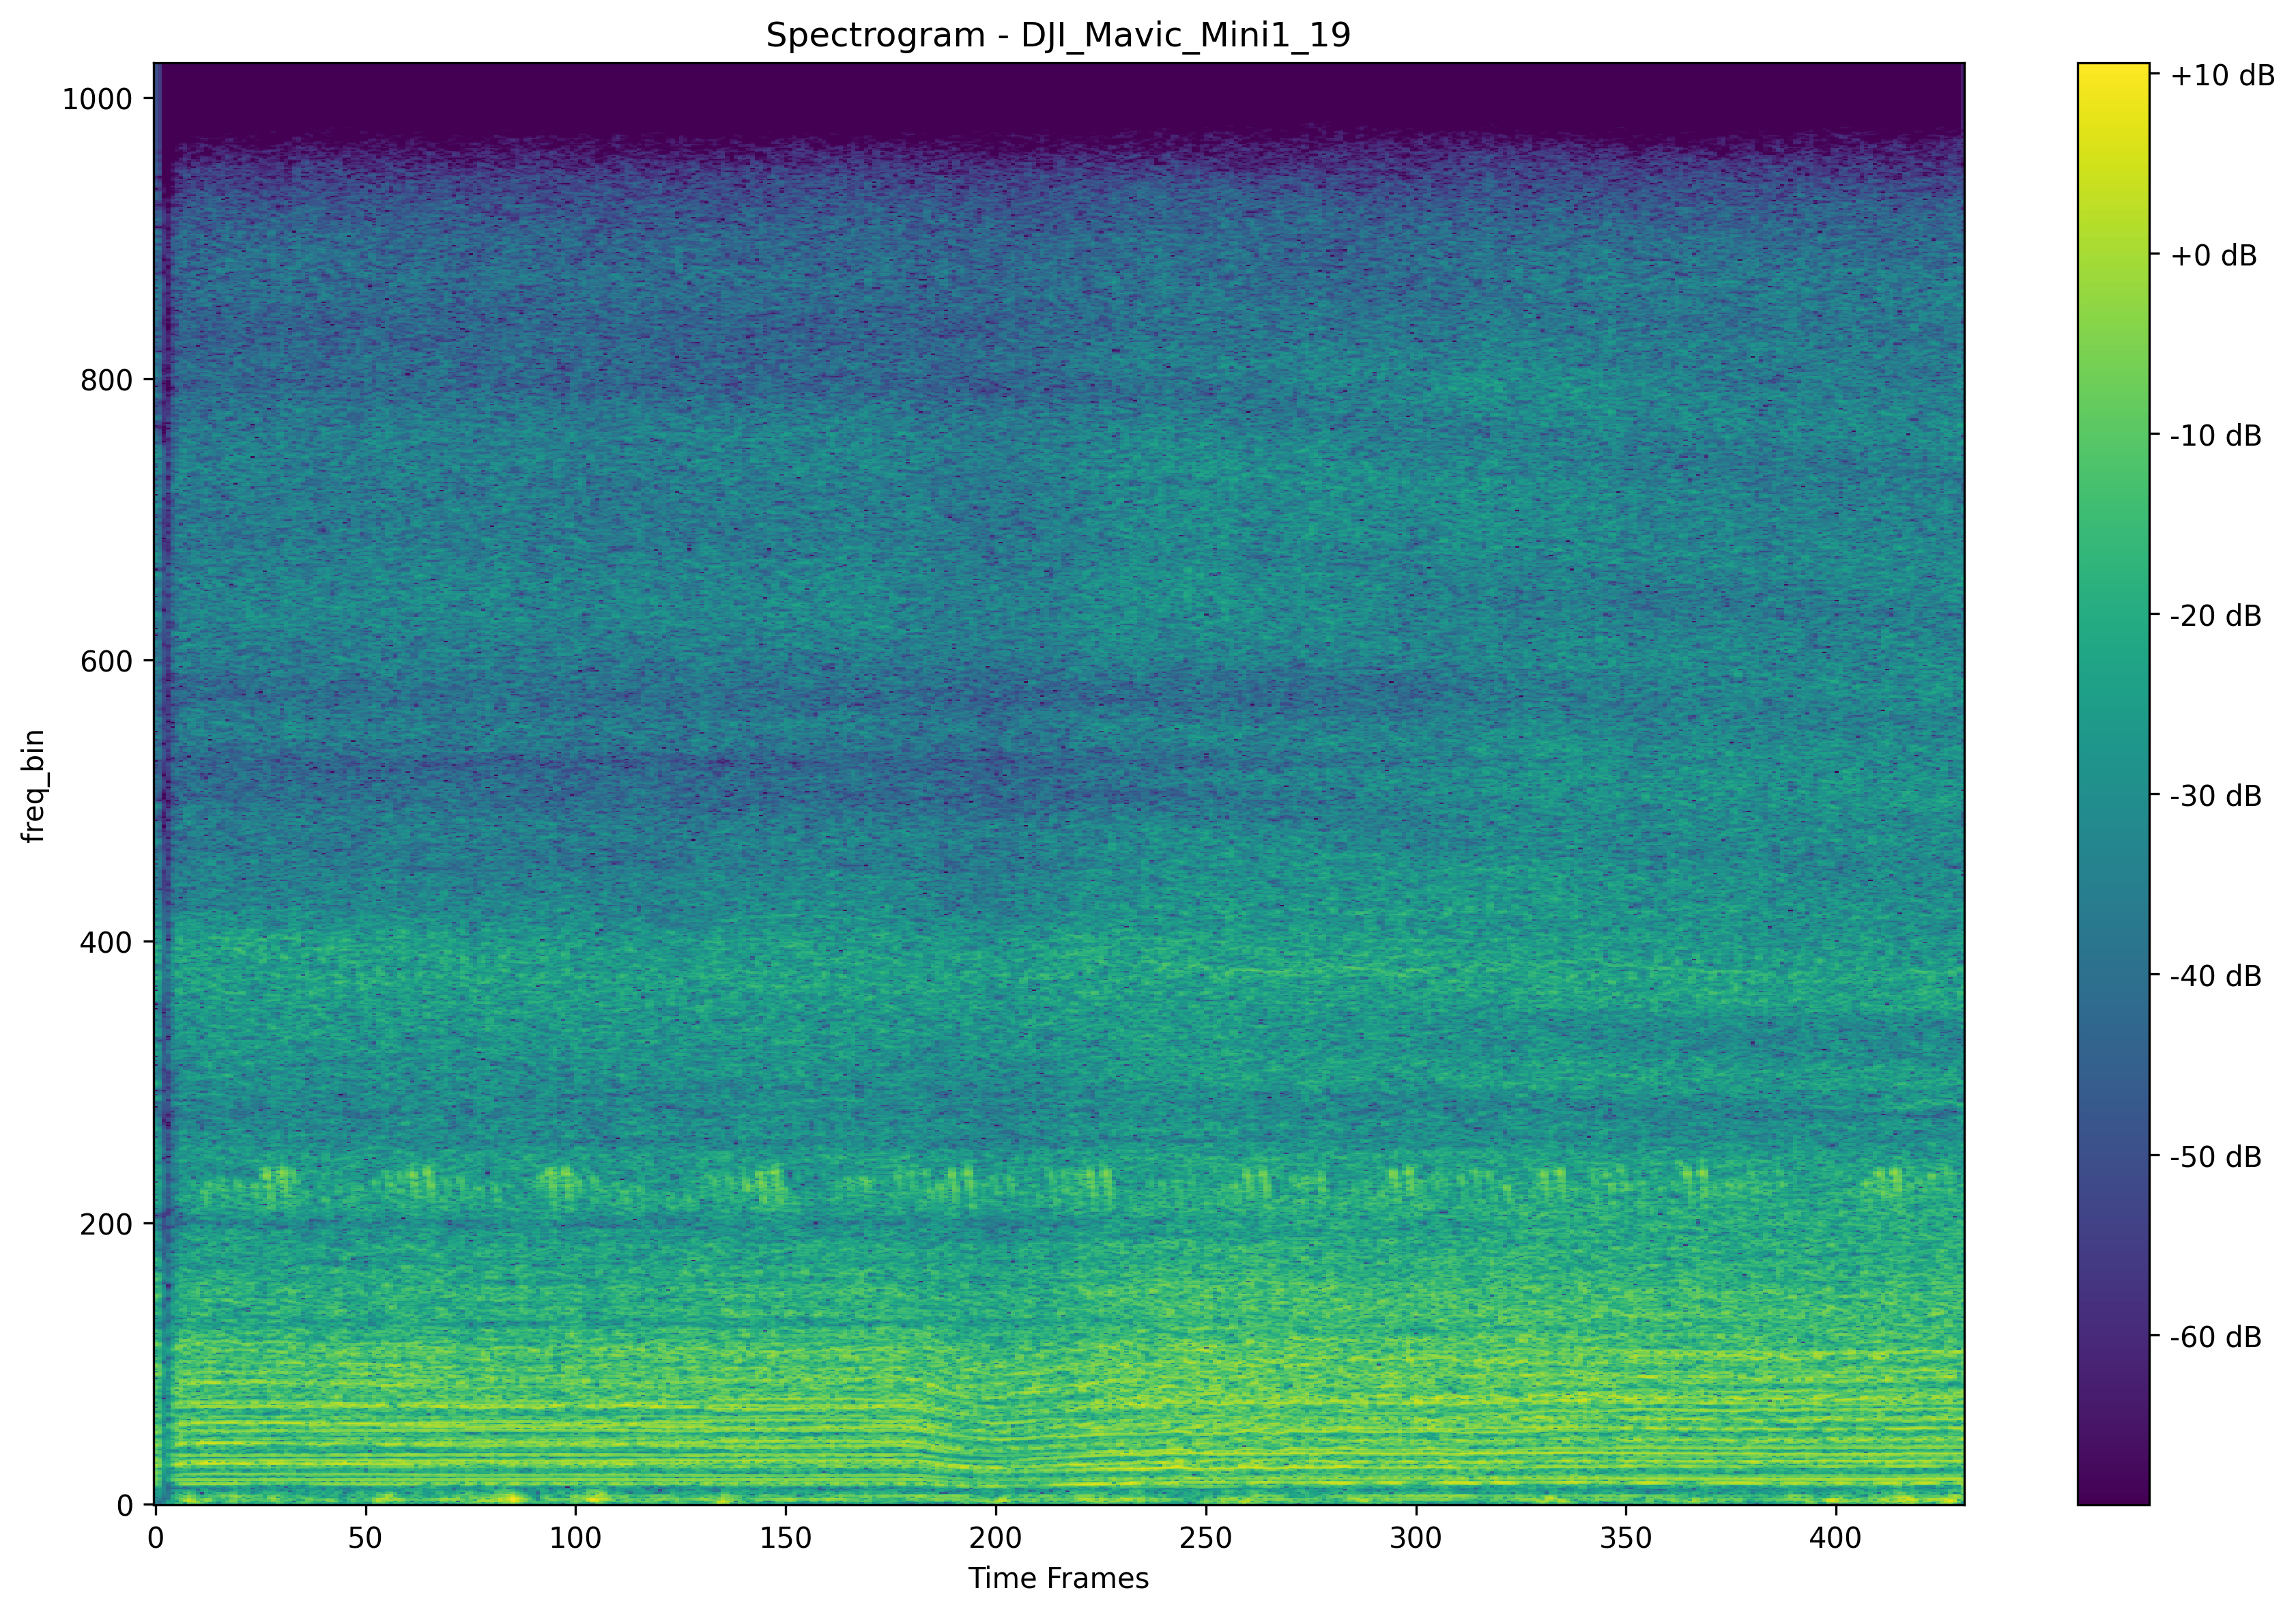 Spectrogram - DJI_Mavic_Mini1_19
1000
800
600
400
200
0
freq_bin
0 50 100 150 200 250 300 350 400
Time Frames
+10 dB
+0 dB
-10 dB
-20 dB
-30 dB
-40 dB
-50 dB
-60 dB